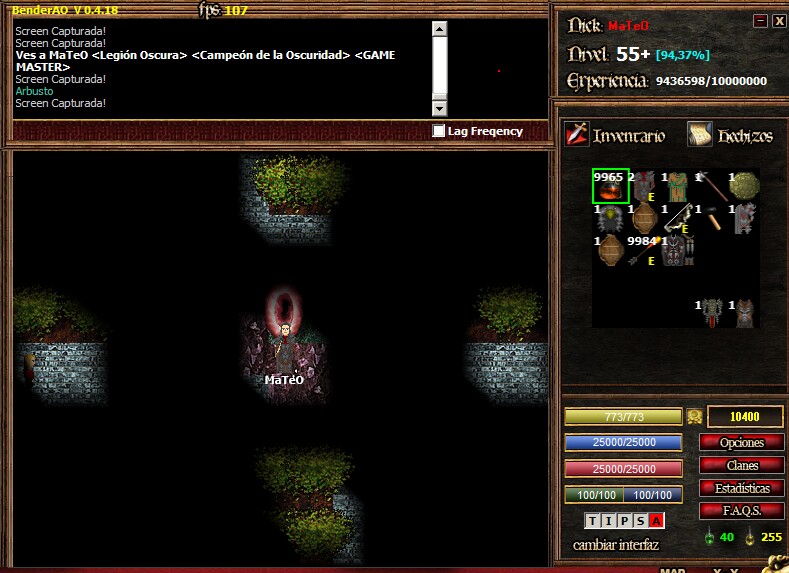 BenderAO V 0.4.18
fps 107
Screen Capturada!
Screen Capturada!
Ves a MaTeO <Legión Oscura> <Campeón de la Oscuridad> <GAME
MASTER>
Screen Capturada!
Arbusto
Screen Capturada!
Lag Freqency
Nick: MaTeO
Nivel: 55+ [94,37%]
Experiencia: 9436598/10000000
Inventario
Hechizos
9965 2 1 1 1
E
1 1 1 1
E
1 9984 1
E
1 1
MaTeO
773/773
10400
25000/25000
Opciones
25000/25000
Clanes
100/100 100/100
Estadísticas
F.A.Q.S.
T I P S A
40 255
cambiar interfaz